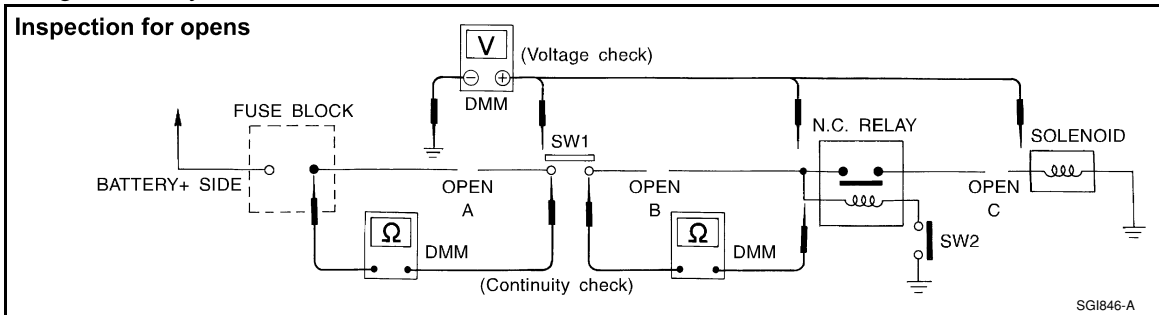 Inspection for opens
V
(Voltage check)
DMM
FUSE BLOCK
N.C. RELAY
SW1
SOLENOID
BATTERY+ SIDE
OPEN
A
OPEN
B
OPEN
C
Ω
DMM
Ω
DMM
SW2
(Continuity check)
SGI846-A